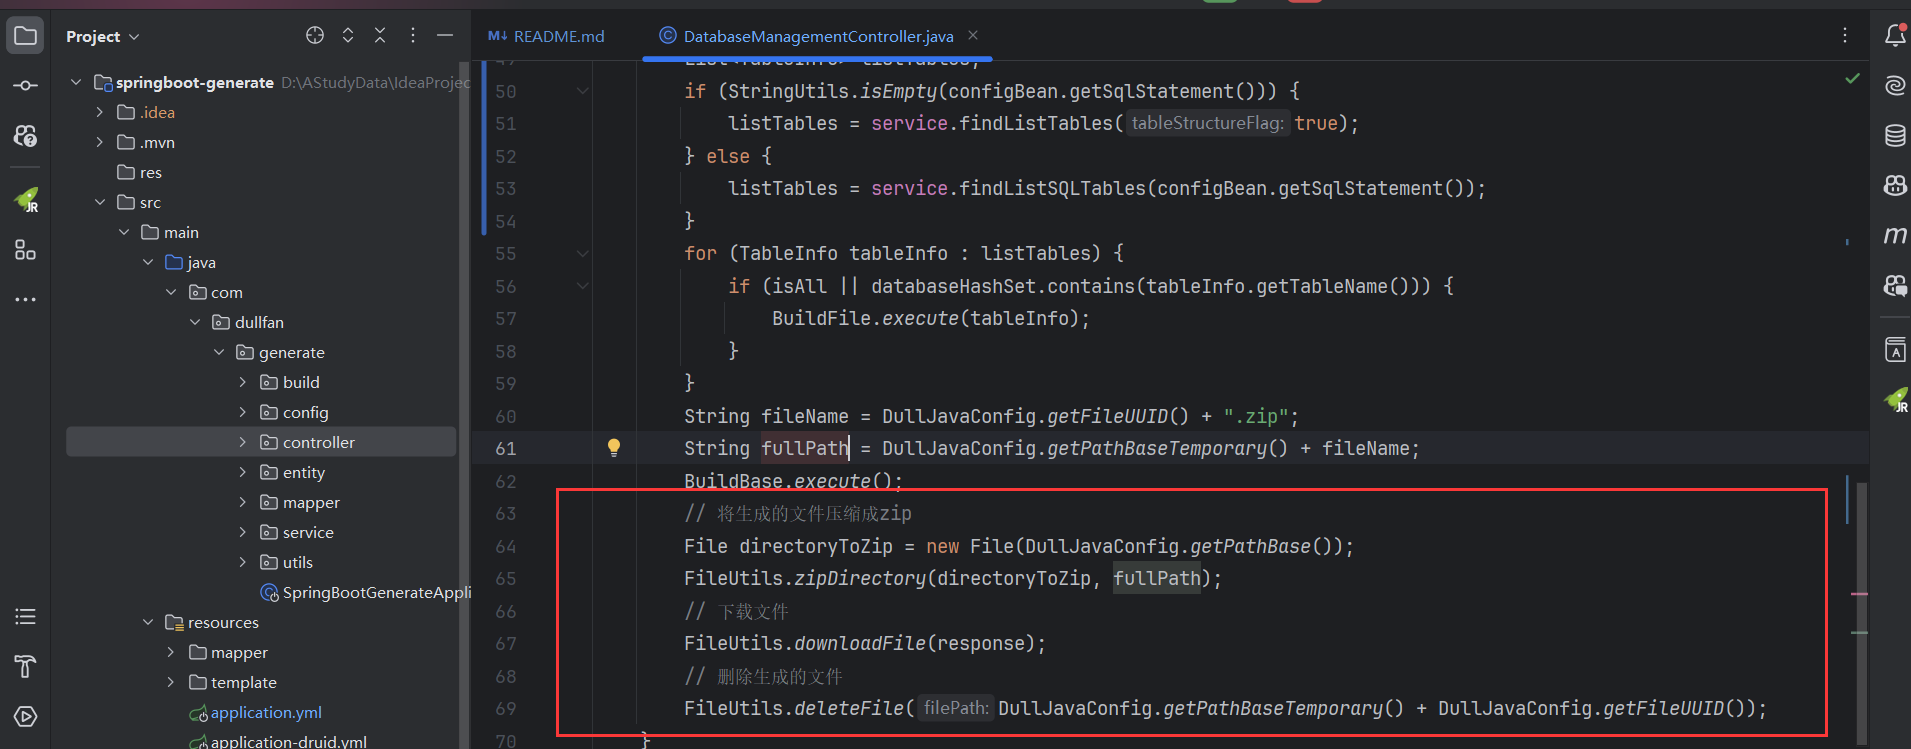 Project
springboot-generate D:\AStudyData\IdeaProjec
.idea
.mvn
res
src
main
java
com
dullfan
generate
build
config
controller
entity
mapper
service
utils
SpringBootGenerateAppli
resources
mapper
template
application.yml
application-druid.yml
README.md
DatabaseManagementController.java
49 List<TableInfo> listTables;
50 if (StringUtils.isEmpty(configBean.getSqlStatement())) {
51 listTables = service.findListTables( tableStructureFlag: true);
52 } else {
53 listTables = service.findListSQLTables(configBean.getSqlStatement());
54 }
55 for (TableInfo tableInfo : listTables) {
56 if (isAll || databaseHashSet.contains(tableInfo.getTableName())) {
57 BuildFile.execute(tableInfo);
58 }
59 }
60 String fileName = DullJavaConfig.getFileUUID() + ".zip";
61 String fullPath = DullJavaConfig.getPathBaseTemporary() + fileName;
62 BuildBase.execute();
63 // 将生成的文件压缩成zip
64 File directoryToZip = new File(DullJavaConfig.getPathBase());
65 FileUtils.zipDirectory(directoryToZip, fullPath);
66 // 下载文件
67 FileUtils.downloadFile(response);
68 // 删除生成的文件
69 FileUtils.deleteFile( filePath: DullJavaConfig.getPathBaseTemporary() + DullJavaConfig.getFileUUID());
70 }